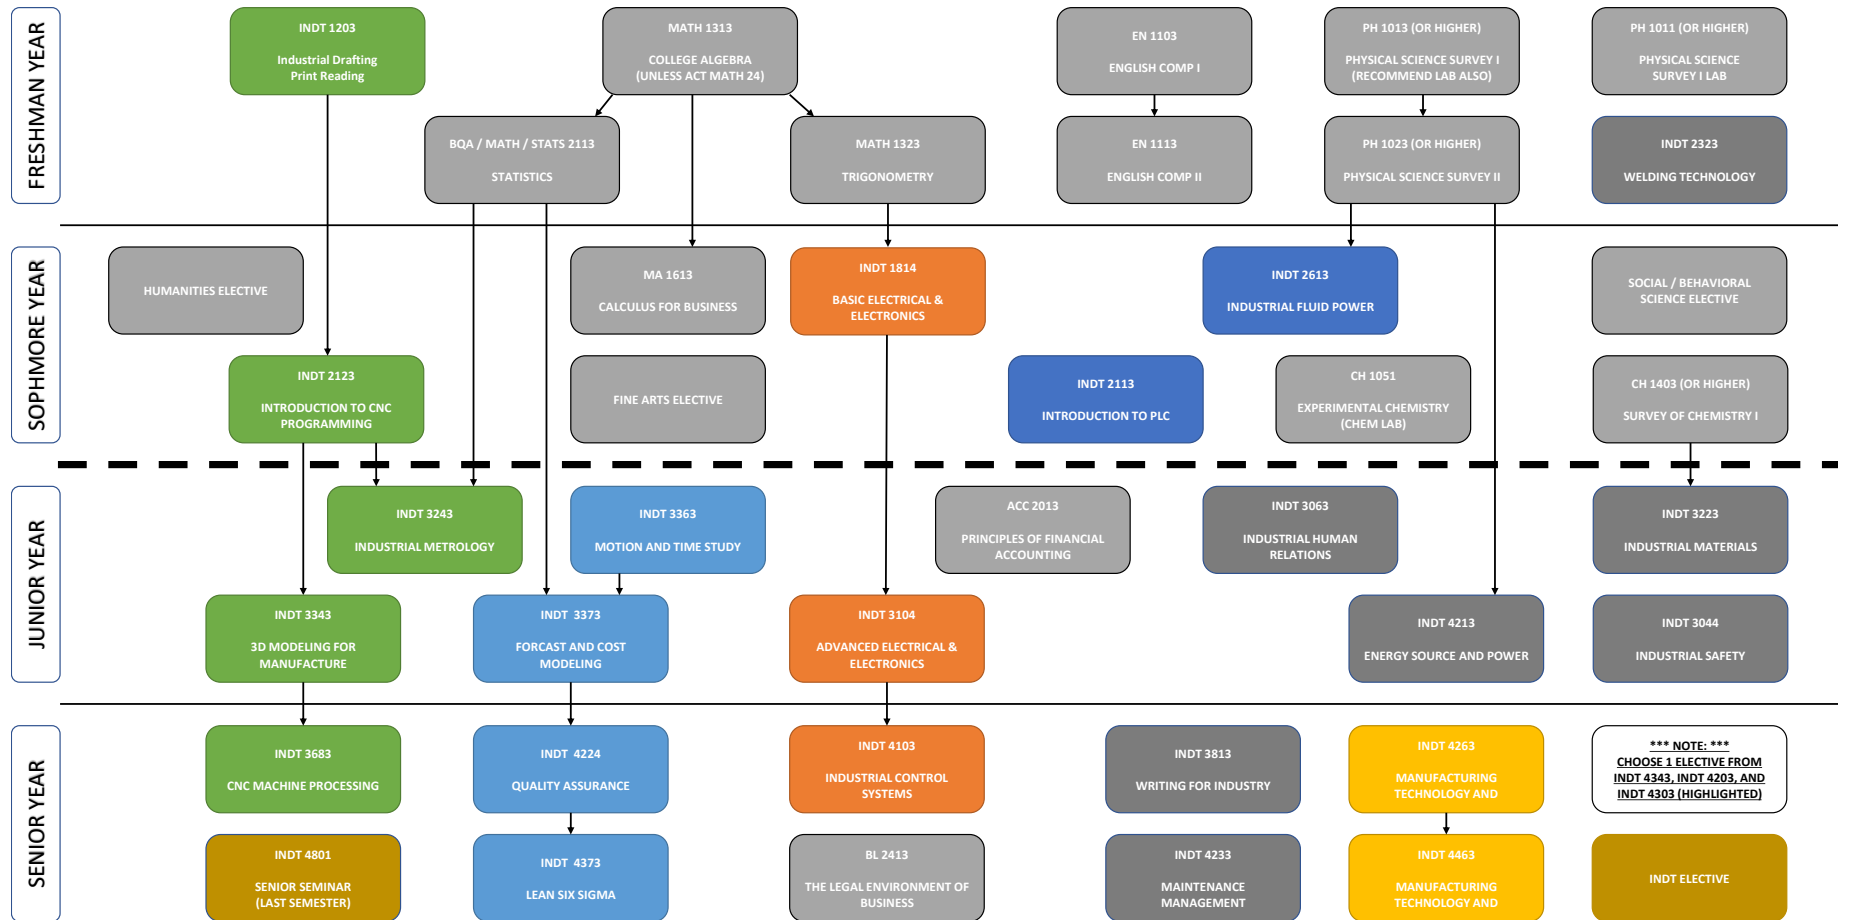 FRESHMAN YEAR
INDT 1203
Industrial Drafting
Print Reading
MATH 1313
COLLEGE ALGEBRA
(UNLESS ACT MATH 24)
EN 1103
ENGLISH COMP I
PH 1013 (OR HIGHER)
PHYSICAL SCIENCE SURVEY I
(RECOMMEND LAB ALSO)
PH 1011 (OR HIGHER)
PHYSICAL SCIENCE
SURVEY I LAB
BQA / MATH / STATS 2113
STATISTICS
MATH 1323
TRIGONOMETRY
EN 1113
ENGLISH COMP II
PH 1023 (OR HIGHER)
PHYSICAL SCIENCE SURVEY II
INDT 2323
WELDING TECHNOLOGY
SOPHMORE YEAR
HUMANITIES ELECTIVE
MA 1613
CALCULUS FOR BUSINESS
INDT 1814
BASIC ELECTRICAL &
ELECTRONICS
INDT 2613
INDUSTRIAL FLUID POWER
SOCIAL / BEHAVIORAL
SCIENCE ELECTIVE
INDT 2123
INTRODUCTION TO CNC
PROGRAMMING
FINE ARTS ELECTIVE
INDT 2113
INTRODUCTION TO PLC
CH 1051
EXPERIMENTAL CHEMISTRY
(CHEM LAB)
CH 1403 (OR HIGHER)
SURVEY OF CHEMISTRY I
JUNIOR YEAR
INDT 3243
INDUSTRIAL METROLOGY
INDT 3363
MOTION AND TIME STUDY
ACC 2013
PRINCIPLES OF FINANCIAL
ACCOUNTING
INDT 3063
INDUSTRIAL HUMAN
RELATIONS
INDT 3223
INDUSTRIAL MATERIALS
INDT 3343
3D MODELING FOR
MANUFACTURE
INDT 3373
FORCAST AND COST
MODELING
INDT 3104
ADVANCED ELECTRICAL &
ELECTRONICS
INDT 4213
ENERGY SOURCE AND POWER
INDT 3044
INDUSTRIAL SAFETY
SENIOR YEAR
INDT 3683
CNC MACHINE PROCESSING
INDT 4224
QUALITY ASSURANCE
INDT 4103
INDUSTRIAL CONTROL
SYSTEMS
INDT 3813
WRITING FOR INDUSTRY
INDT 4263
MANUFACTURING
TECHNOLOGY AND
*** NOTE: ***
CHOOSE 1 ELECTIVE FROM
INDT 4343, INDT 4203, AND
INDT 4303 (HIGHLIGHTED)
INDT 4801
SENIOR SEMINAR
(LAST SEMESTER)
INDT 4373
LEAN SIX SIGMA
BL 2413
THE LEGAL ENVIRONMENT OF
BUSINESS
INDT 4233
MAINTENANCE
MANAGEMENT
INDT 4463
MANUFACTURING
TECHNOLOGY AND
INDT ELECTIVE